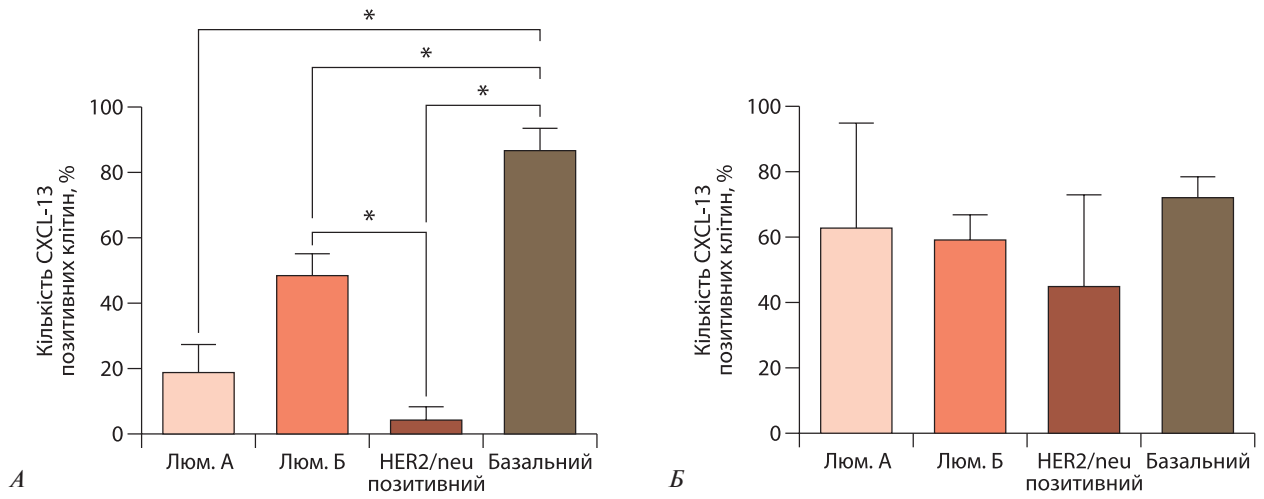 *
*
*
*
Кількість CXCL-13
позитивних клітин, %
100
80
60
40
20
0
Люм. А
Люм. Б
HER2/neu
позитивний
Базальний
А
Кількість CXCL-13
позитивних клітин, %
100
80
60
40
20
0
Люм. А
Люм. Б
HER2/neu
позитивний
Базальний
Б